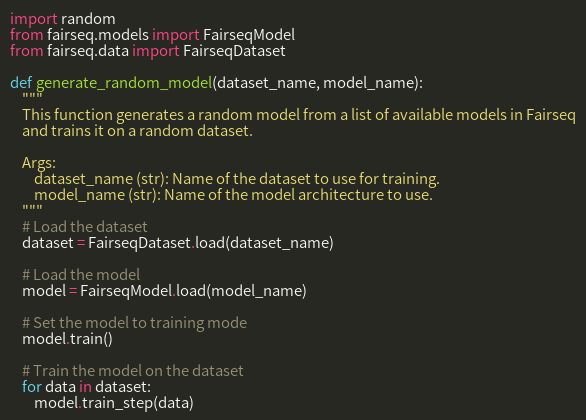 import random
from fairseq.models import FairseqModel
from fairseq.data import FairseqDataset

def generate_random_model(dataset_name, model_name):
    """
    This function generates a random model from a list of available models in Fairseq
    and trains it on a random dataset.

    Args:
        dataset_name (str): Name of the dataset to use for training.
        model_name (str): Name of the model architecture to use.
    """
    # Load the dataset
    dataset = FairseqDataset.load(dataset_name)

    # Load the model
    model = FairseqModel.load(model_name)

    # Set the model to training mode
    model.train()

    # Train the model on the dataset
    for data in dataset:
        model.train_step(data)